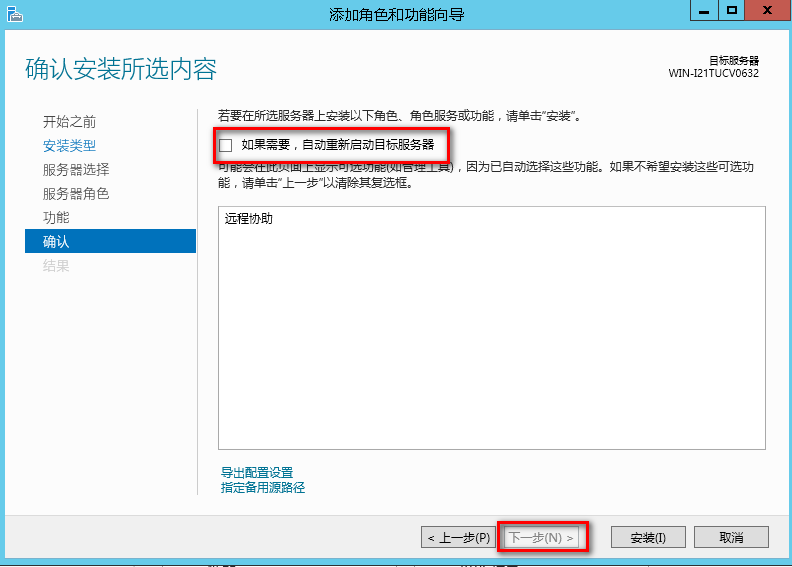 添加角色和功能向导
确认安装所选内容
目标服务器
WIN-I21TUCV0632
开始之前
安装类型
服务器选择
服务器角色
功能
确认
结果
若要在所选服务器上安装以下角色、角色服务或功能，请单击"安装"。
如果需要，自动重新启动目标服务器
可能会在此页面上显示可选功能(如管理工具)，因为已自动选择这些功能。如果不希望安装这些可选功
能，请单击"上一步"以清除其复选框。
远程协助
导出配置设置
指定备用源路径
< 上一步(P)
下一步(N) >
安装(I)
取消